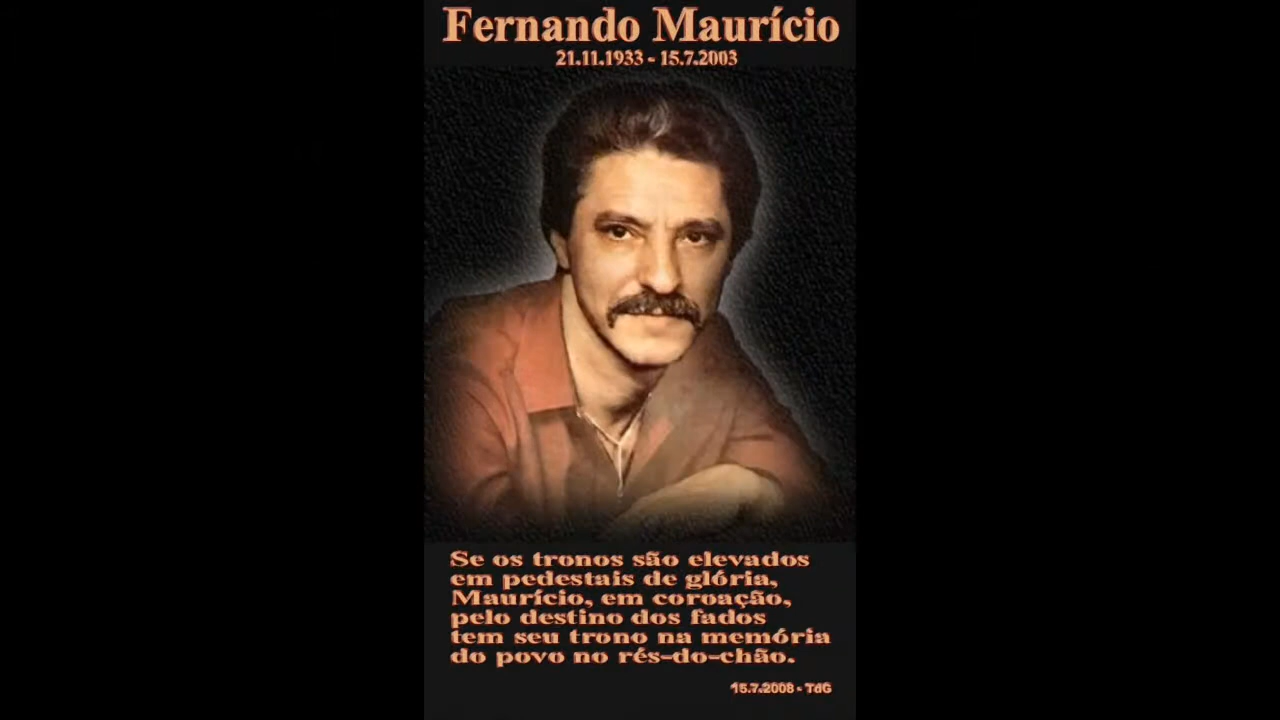 Fernando Maurício
21.11.1933 - 15.7.2003
Se os tronos são elevados
em pedestais de glória,
Maurício, em coroação,
pelo destino dos fados
tem seu trono na memória
do povo no rés-do-chão.
15.7.2008 - TdG